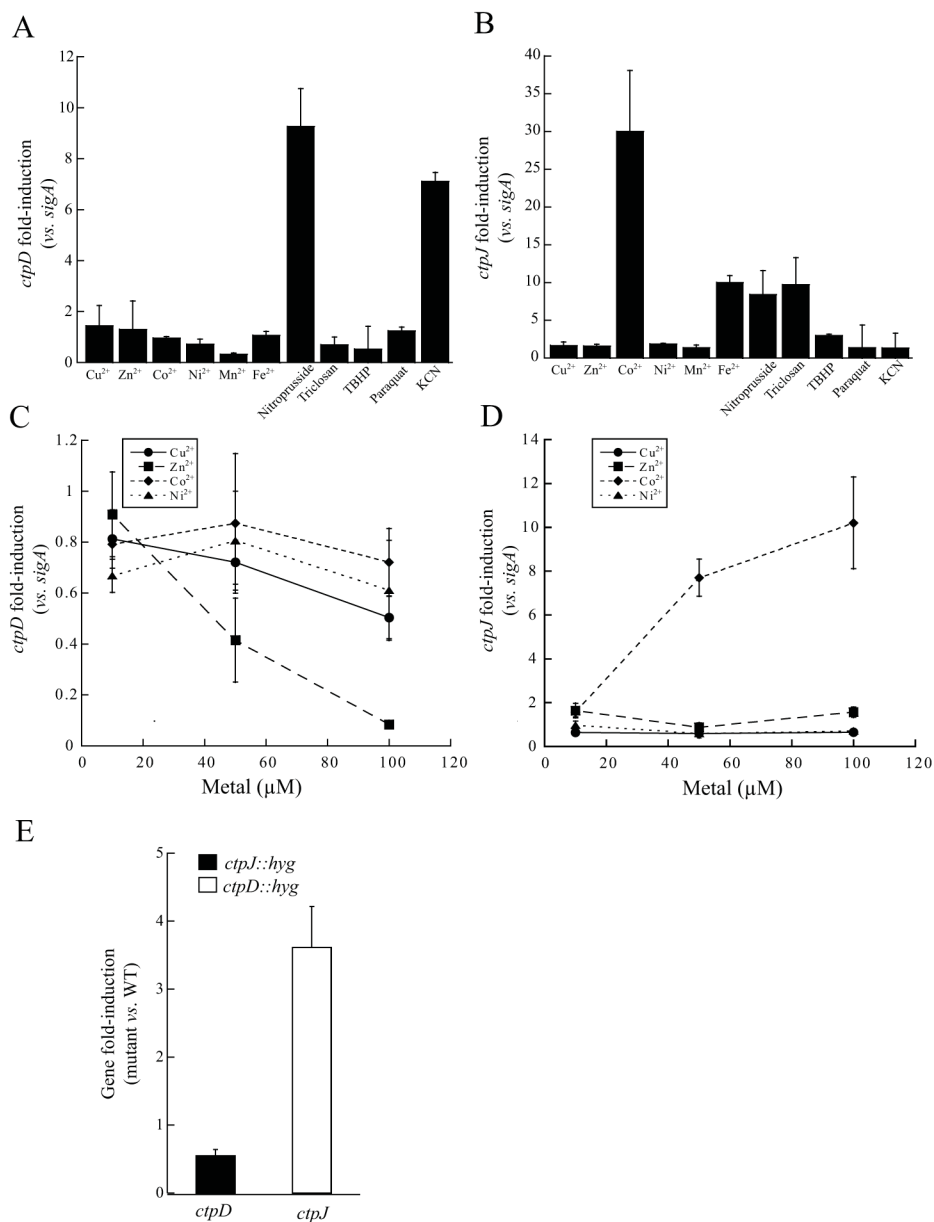 A
12
10
8
6
4
2
0
ctpD fold-induction
(vs. sigA)
Cu²⁺ Zn²⁺ Co²⁺ Ni²⁺ Mn²⁺ Fe²⁺ Nitroprusside Triclosan TBHP Paraquat KCN
B
40
35
30
25
20
15
10
5
0
ctpJ fold-induction
(vs. sigA)
Cu²⁺ Zn²⁺ Co²⁺ Ni²⁺ Mn²⁺ Fe²⁺ Nitroprusside Triclosan TBHP Paraquat KCN
C
1.2
1
0.8
0.6
0.4
0.2
0
ctpD fold-induction
(vs. sigA)
Cu²⁺
Zn²⁺
Co²⁺
Ni²⁺
0 20 40 60 80 100 120
Metal (µM)
D
14
12
10
8
6
4
2
0
ctpJ fold-induction
(vs. sigA)
Cu²⁺
Zn²⁺
Co²⁺
Ni²⁺
0 20 40 60 80 100 120
Metal (µM)
E
5
4
3
2
1
0
Gene fold-induction
(mutant vs. WT)
ctpJ::hyg
ctpD::hyg
ctpD ctpJ